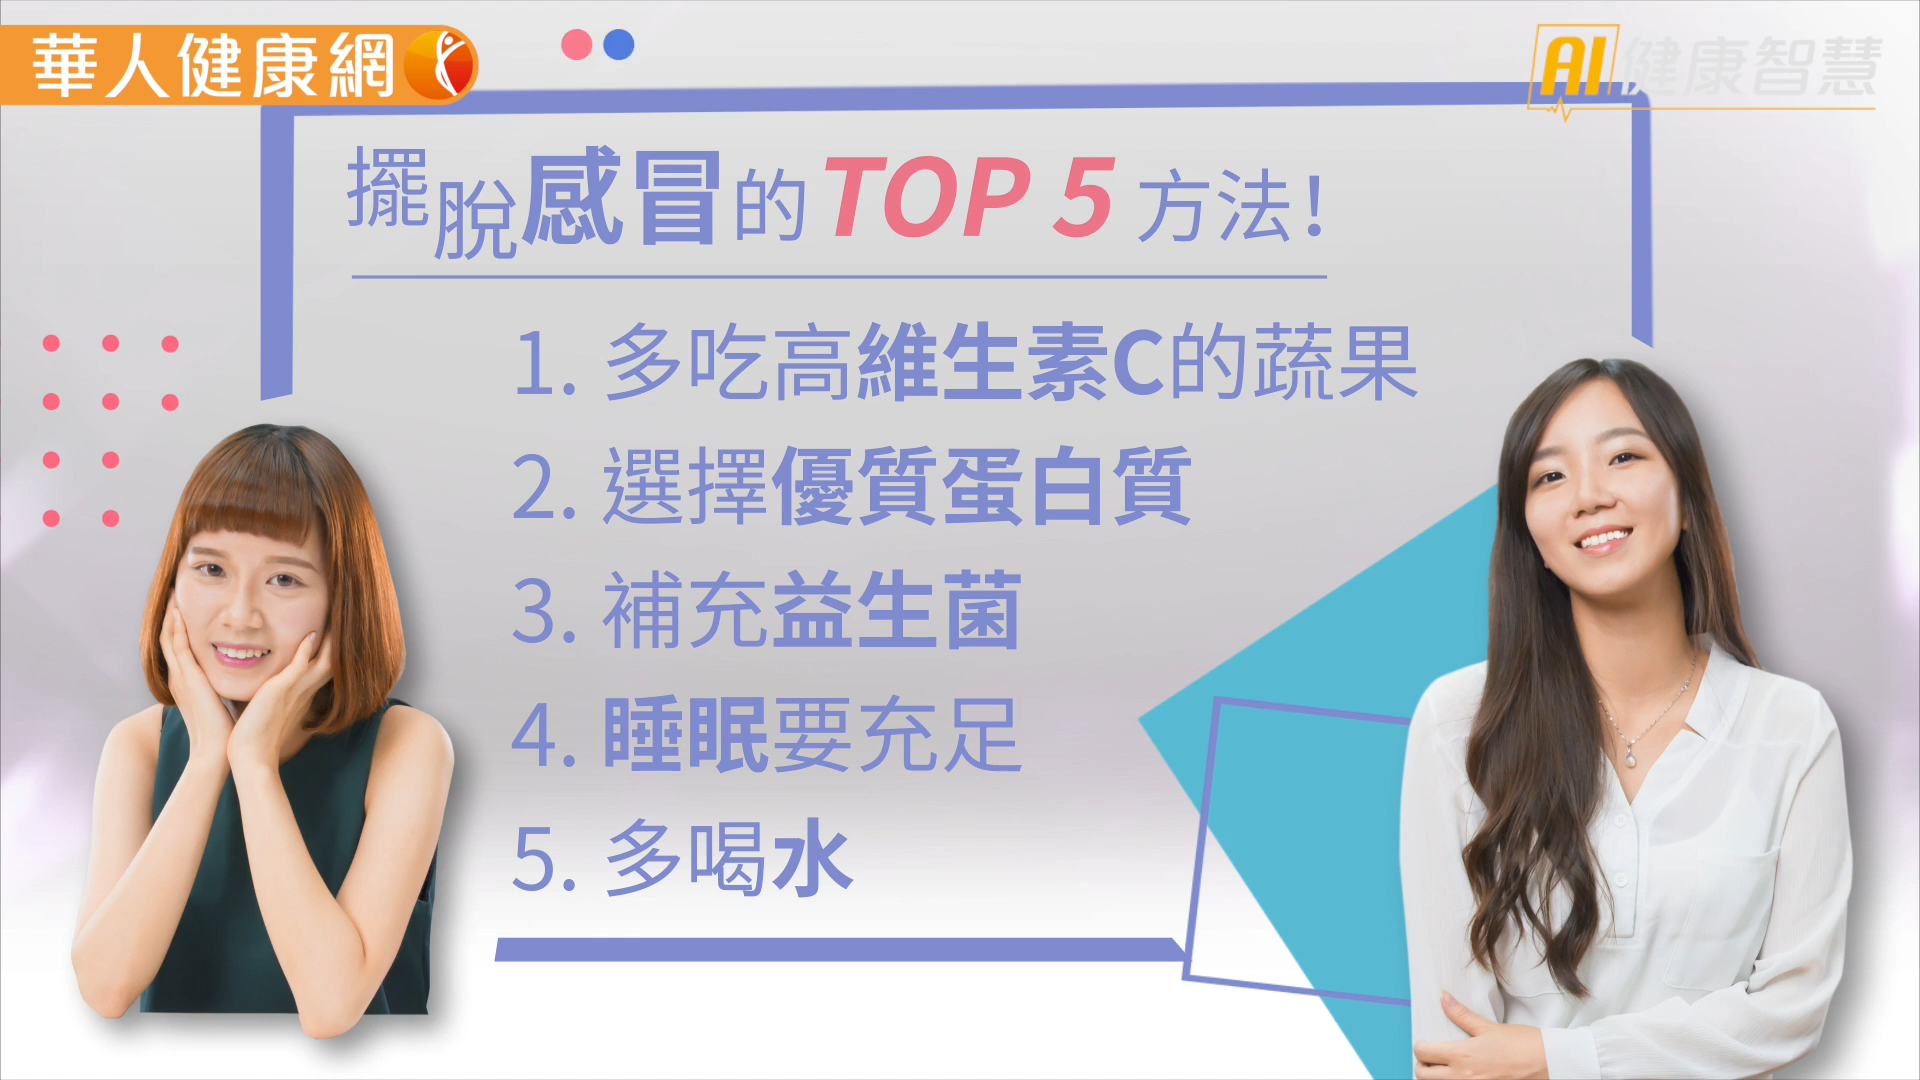 華人健康網
AI健康智慧
擺脫感冒的TOP 5方法！
1. 多吃高維生素C的蔬果
2. 選擇優質蛋白質
3. 補充益生菌
4. 睡眠要充足
5. 多喝水